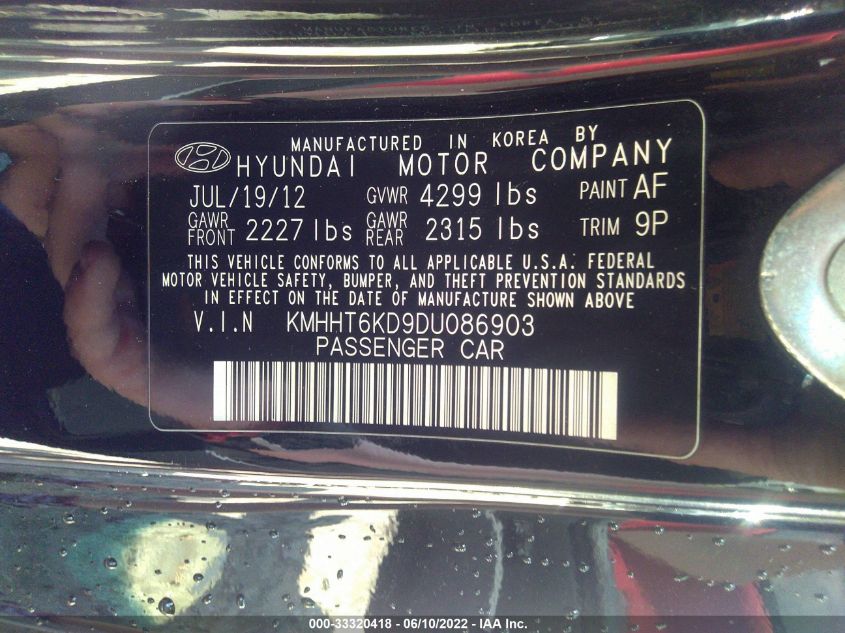 MANUFACTURED IN KOREA BY
HYUNDAI MOTOR COMPANY
JUL/19/12 GVWR 4299 lbs PAINT AF
GAWR FRONT 2227 lbs GAWR REAR 2315 lbs TRIM 9P
THIS VEHICLE CONFORMS TO ALL APPLICABLE U.S.A. FEDERAL
MOTOR VEHICLE SAFETY, BUMPER, AND THEFT PREVENTION STANDARDS
IN EFFECT ON THE DATE OF MANUFACTURE SHOWN ABOVE
V.I.N KMHHT6KD9DU086903
PASSENGER CAR
000-33320418 - 06/10/2022 - IAA Inc.